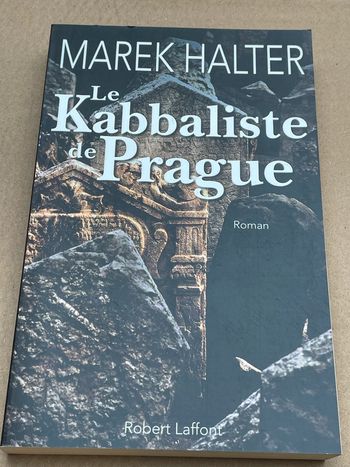 MAREK HALTER
Le
Kabbaliste
de Prague
Roman
Robert Laffont